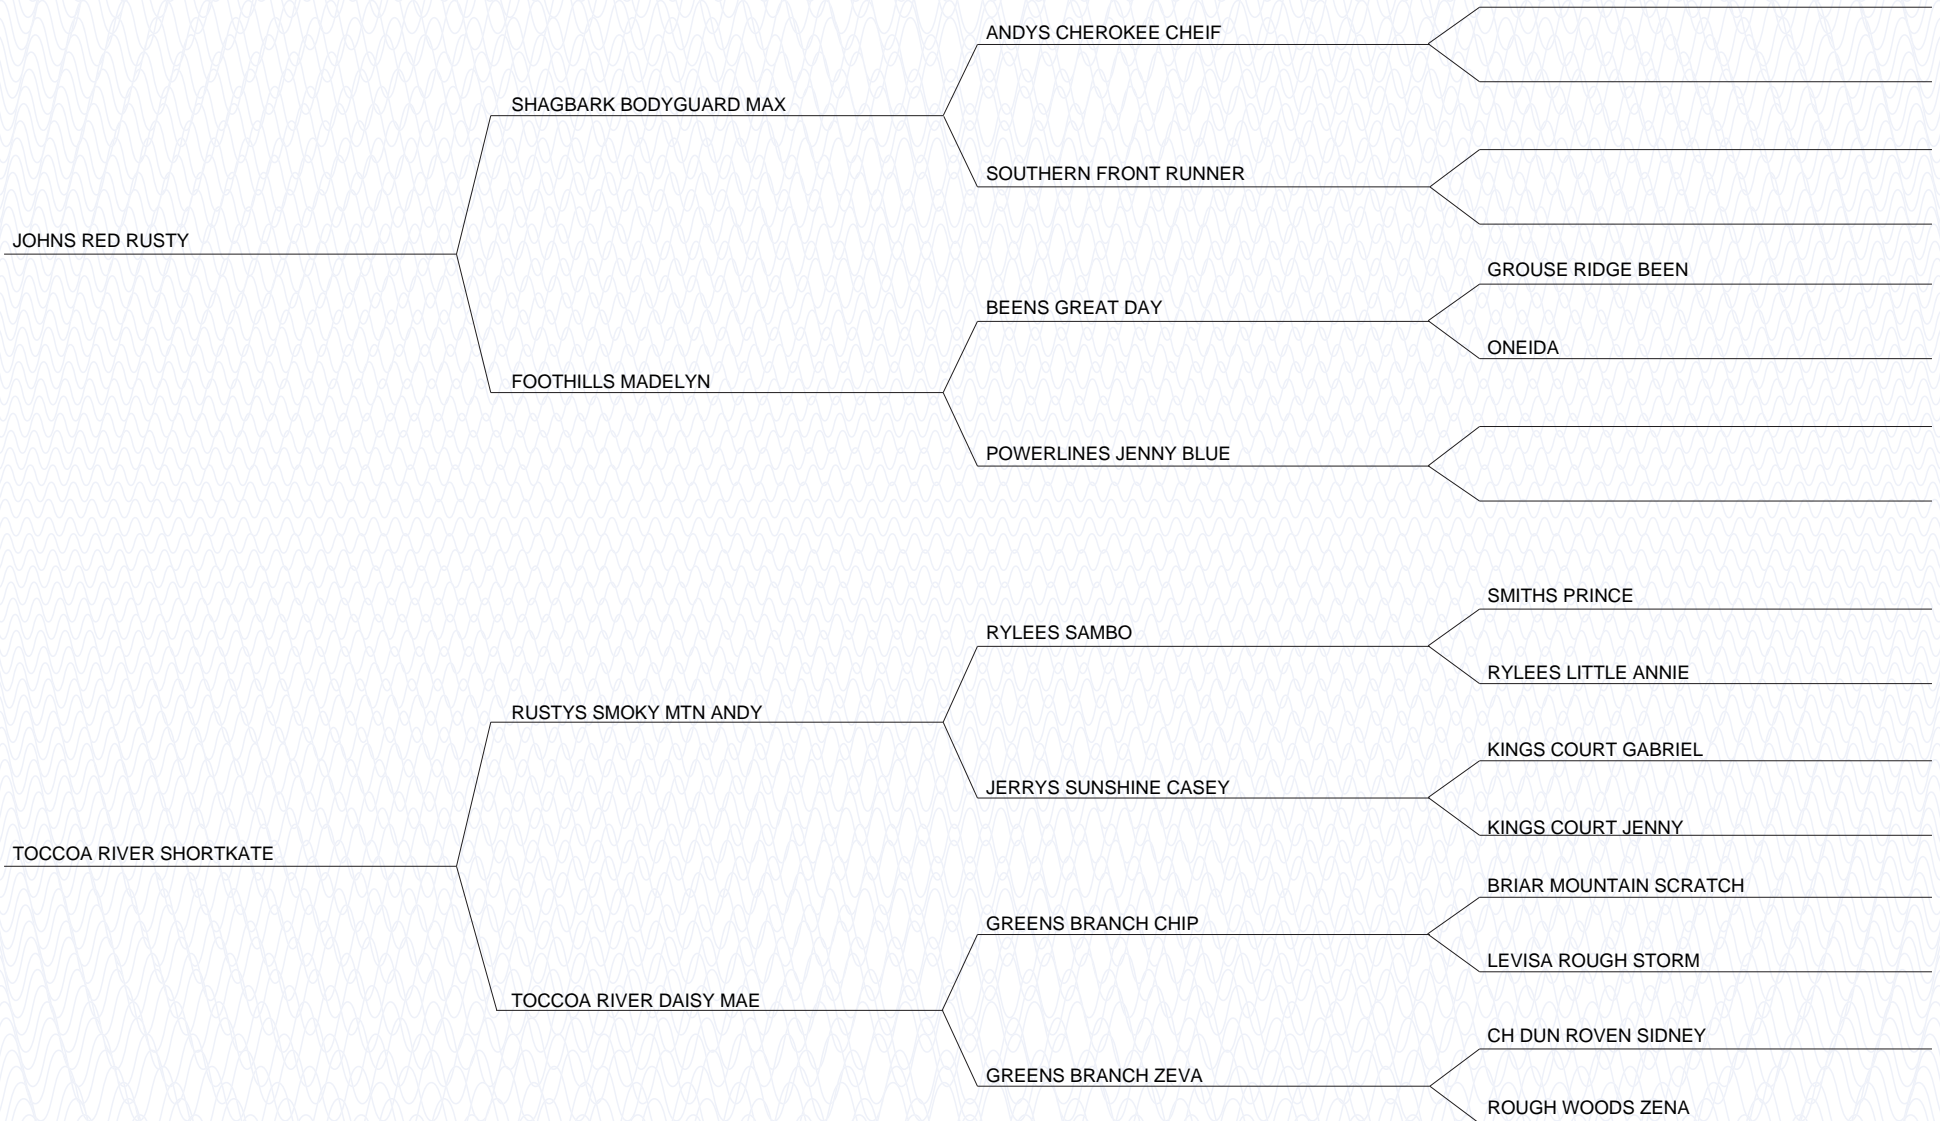 ANDYS CHEROKEE CHEIF
SHAGBARK BODYGUARD MAX
SOUTHERN FRONT RUNNER
JOHNS RED RUSTY
GROUSE RIDGE BEEN
BEENS GREAT DAY
ONEIDA
FOOTHILLS MADELYN
POWERLINES JENNY BLUE
SMITHS PRINCE
RYLEES SAMBO
RYLEES LITTLE ANNIE
RUSTYS SMOKY MTN ANDY
KINGS COURT GABRIEL
JERRYS SUNSHINE CASEY
KINGS COURT JENNY
TOCCOA RIVER SHORTKATE
BRIAR MOUNTAIN SCRATCH
GREENS BRANCH CHIP
LEVISA ROUGH STORM
TOCCOA RIVER DAISY MAE
CH DUN ROVEN SIDNEY
GREENS BRANCH ZEVA
ROUGH WOODS ZENA